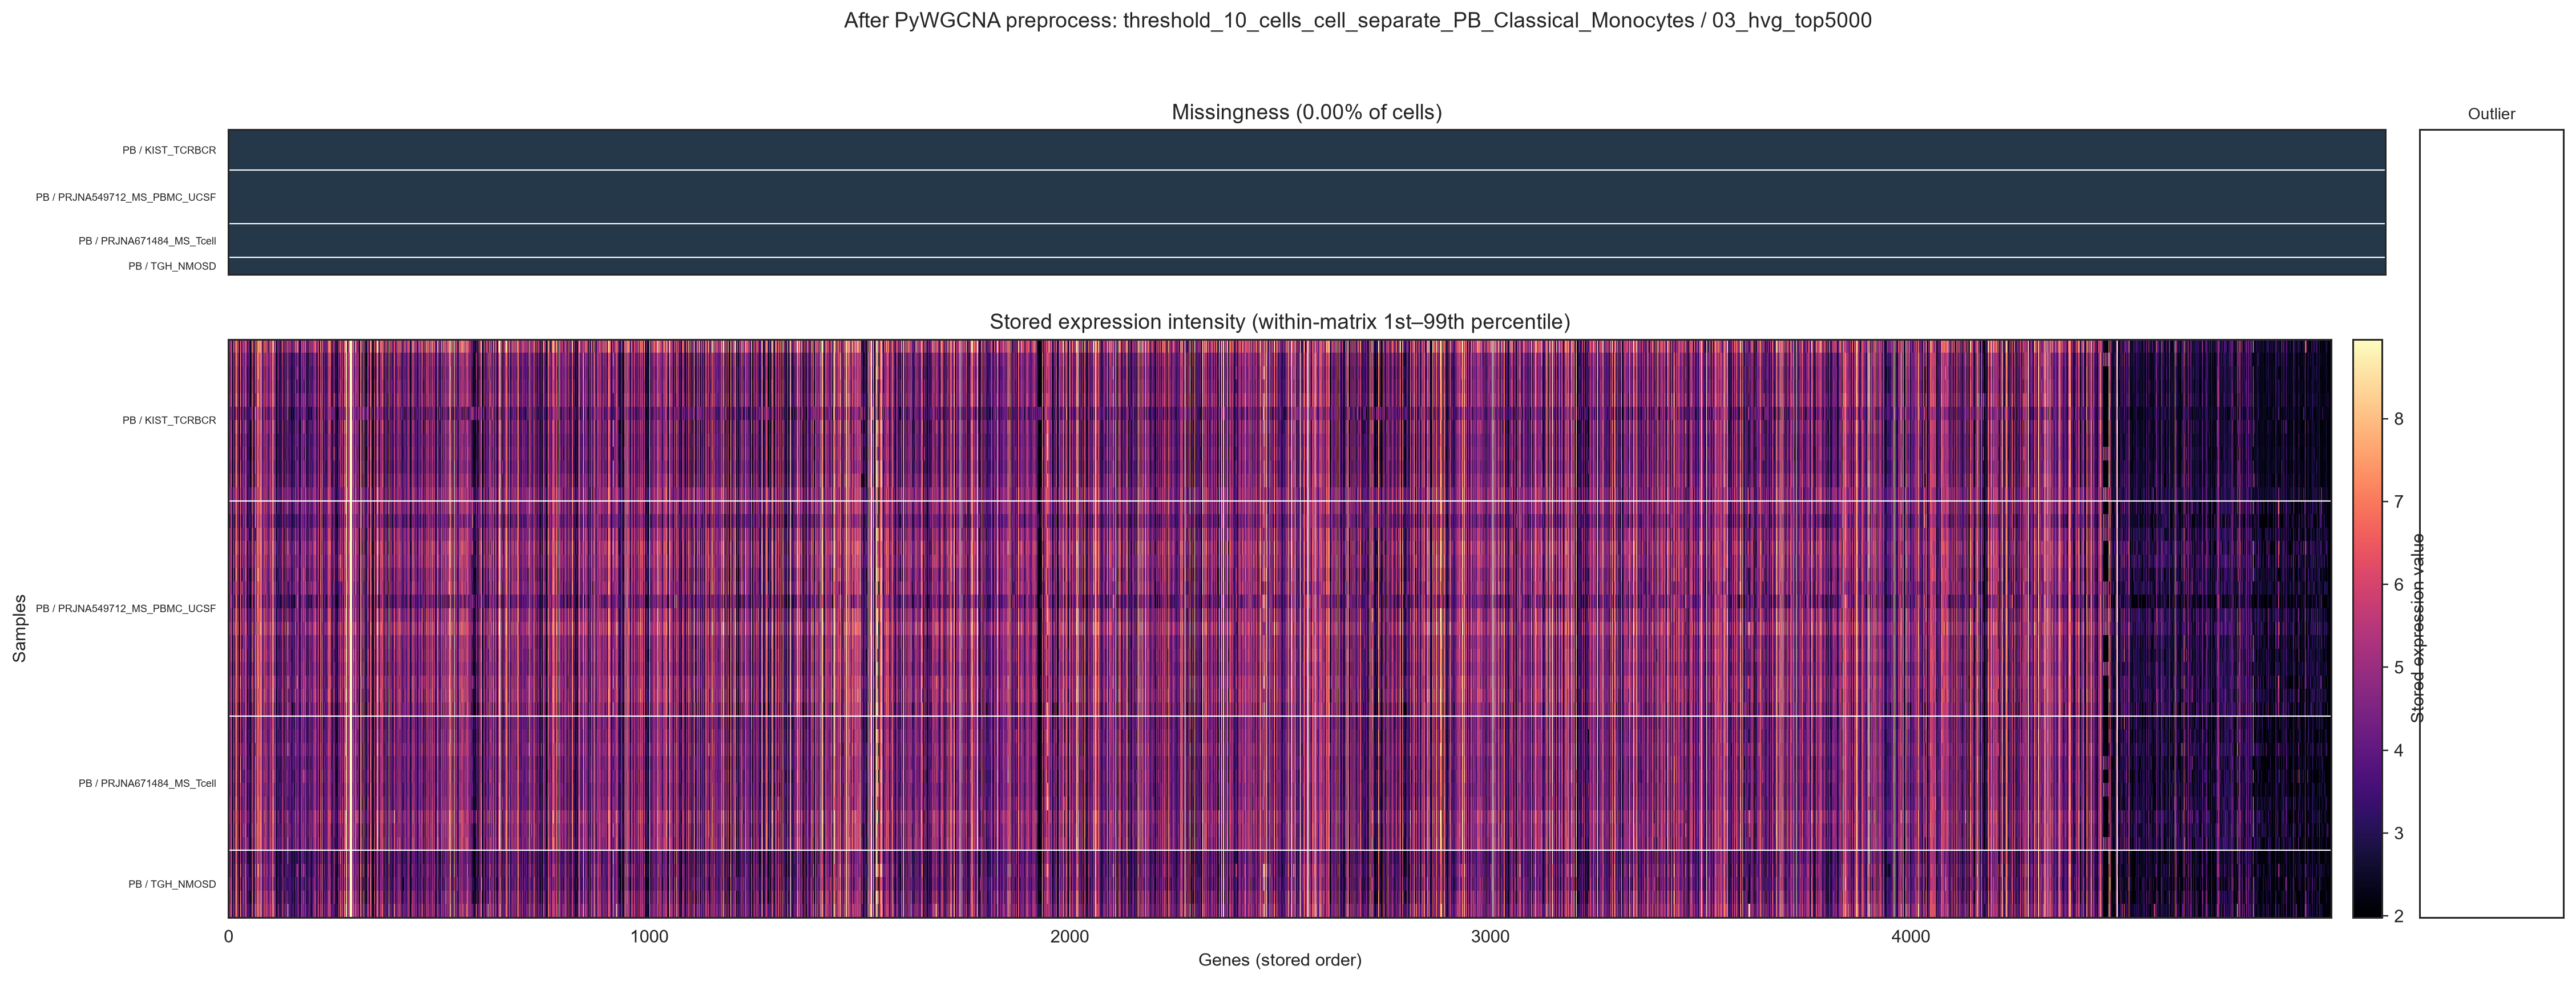 After PyWGCNA preprocess: threshold_10_cells_cell_separate_PB_Classical_Monocytes / 03_hvg_top5000
Missingness (0.00% of cells)
Outlier
PB / KIST_TCRBCR
PB / PRJNA549712_MS_PBMC_UCSF
PB / PRJNA671484_MS_Tcell
PB / TGH_NMOSD
Stored expression intensity (within-matrix 1st–99th percentile)
Samples
PB / KIST_TCRBCR
PB / PRJNA549712_MS_PBMC_UCSF
PB / PRJNA671484_MS_Tcell
PB / TGH_NMOSD
0 1000 2000 3000 4000
Genes (stored order)
8
7
6
5
4
3
2
Stored expression value